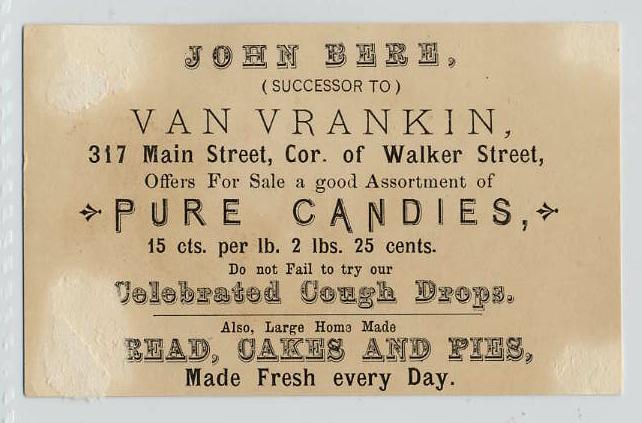 JOHN BERE,
(SUCCESSOR TO)
VAN VRANKIN,
317 Main Street, Cor. of Walker Street,
Offers For Sale a good Assortment of
PURE CANDIES,
15 cts. per lb. 2 lbs. 25 cents.
Do not Fail to try our
Celebrated Cough Drops.
Also, Large Home Made
READ, CAKES AND PIES,
Made Fresh every Day.